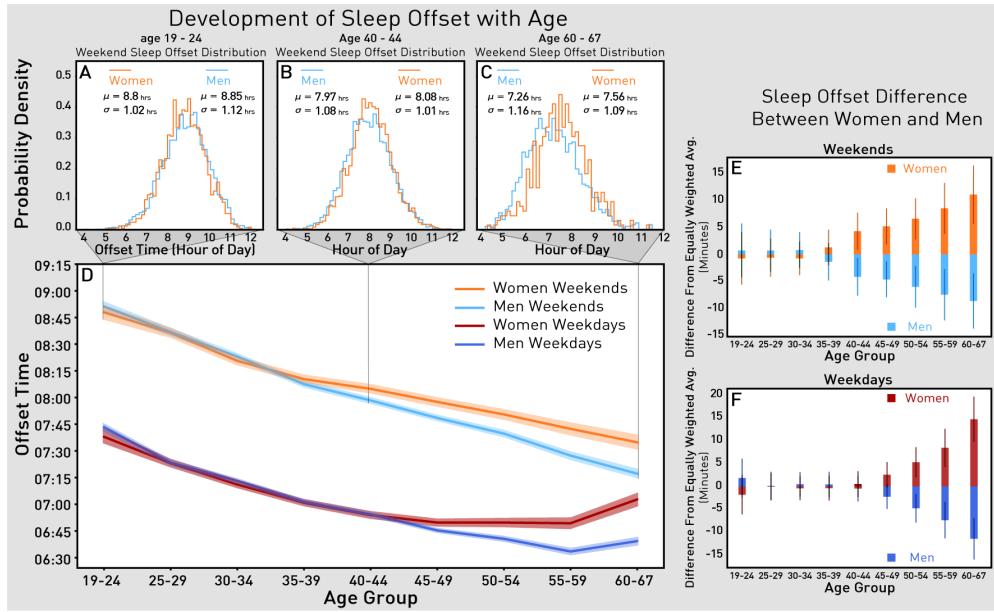 Development of Sleep Offset with Age
age 19 - 24
Weekend Sleep Offset Distribution
Age 40 - 44
Weekend Sleep Offset Distribution
Age 60 - 67
Weekend Sleep Offset Distribution
Probability Density
0.5
0.4
0.3
0.2
0.1
0.0
A
Women
μ = 8.8 hrs
σ = 1.02 hrs
Men
μ = 8.85 hrs
σ = 1.12 hrs
4 5 6 7 8 9 10 11 12
Offset Time (Hour of Day)
B
Men
μ = 7.97 hrs
σ = 1.08 hrs
Women
μ = 8.08 hrs
σ = 1.01 hrs
4 5 6 7 8 9 10 11 12
Hour of Day
C
Men
μ = 7.26 hrs
σ = 1.16 hrs
Women
μ = 7.56 hrs
σ = 1.09 hrs
4 5 6 7 8 9 10 11 12
Hour of Day
D
Offset Time
09:15
09:00
08:45
08:30
08:15
08:00
07:45
07:30
07:15
07:00
06:45
06:30
Women Weekends
Men Weekends
Women Weekdays
Men Weekdays
19-24 25-29 30-34 35-39 40-44 45-49 50-54 55-59 60-67
Age Group
Sleep Offset Difference
Between Women and Men
Weekends
E
Difference From Equally Weighted Avg.
(Minutes)
15
10
5
0
-5
-10
-15
Women
Men
19-24 25-29 30-34 35-39 40-44 45-49 50-54 55-59 60-67
Age Group
Weekdays
F
Difference From Equally Weighted Avg.
(Minutes)
20
15
10
5
0
-5
-10
-15
Women
Men
19-24 25-29 30-34 35-39 40-44 45-49 50-54 55-59 60-67
Age Group